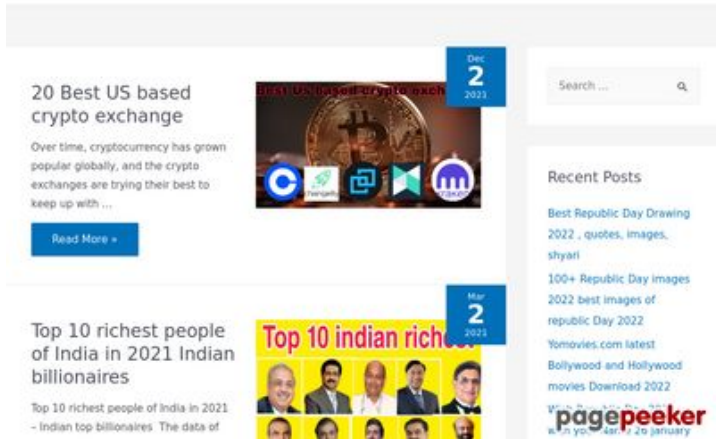 20 Best US based
crypto exchange
Over time, cryptocurrency has grown
popular globally, and the crypto
exchanges are trying their best to
keep up with ...
Read More »
Best Us based crypto exch
changelly
kraken
Dec
2
2021
Top 10 richest people
of India in 2021 Indian
billionaires
Top 10 richest people of India in 2021
– Indian top billionaires The data of
Top 10 indian riches
Mar
2
2021
Search ...
Recent Posts
Best Republic Day Drawing
2022 , quotes, images,
shyari
100+ Republic Day images
2022 best images of
republic Day 2022
Yomovies.com latest
Bollywood and Hollywood
movies Download 2022
26 January
pagepeeker